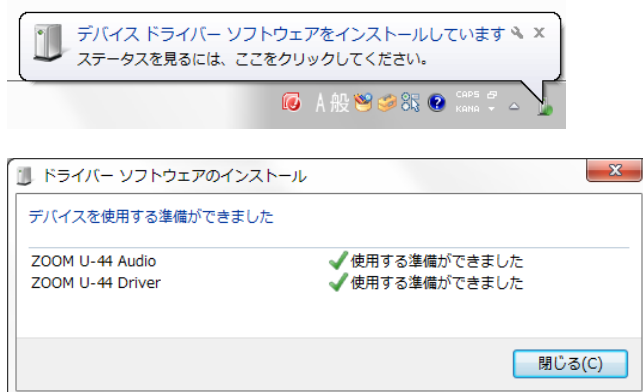 デバイス ドライバー ソフトウェアをインストールしています
ステータスを見るには、ここをクリックしてください。
A 般 CAPS
KANA
ドライバー ソフトウェアのインストール
デバイスを使用する準備ができました
ZOOM U-44 Audio 使用する準備ができました
ZOOM U-44 Driver 使用する準備ができました
閉じる(C)